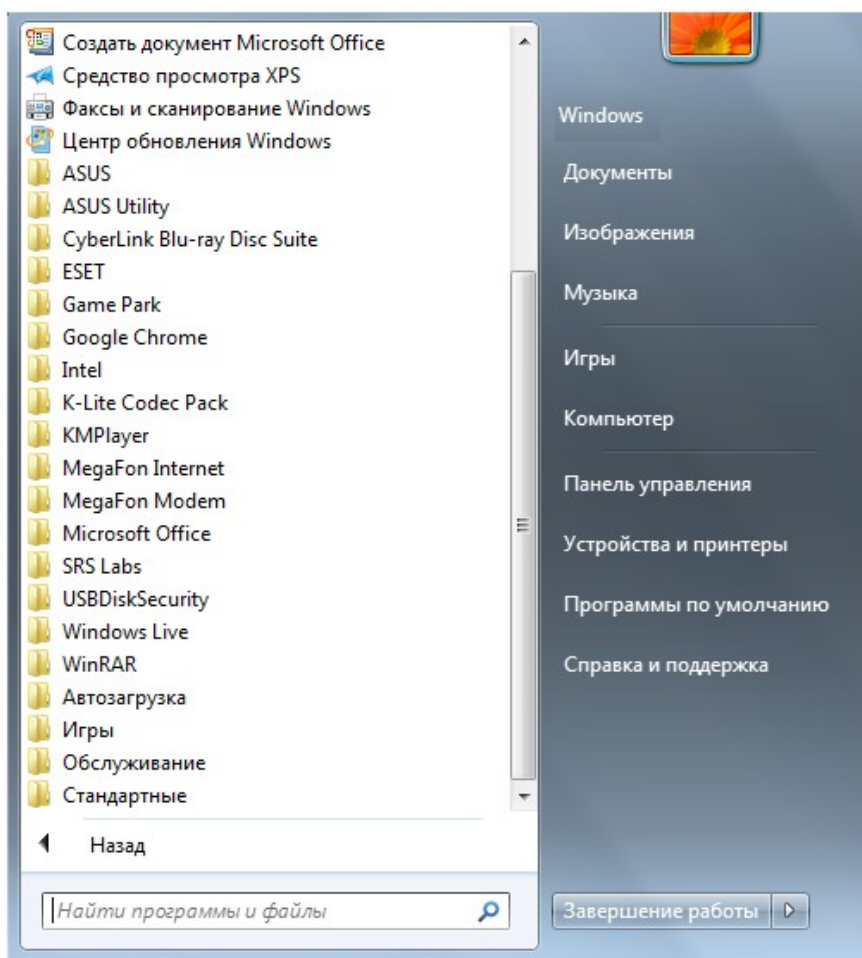 Создать документ Microsoft Office
Средство просмотра XPS
Факсы и сканирование Windows
Центр обновления Windows
ASUS
ASUS Utility
CyberLink Blu-ray Disc Suite
ESET
Game Park
Google Chrome
Intel
K-Lite Codec Pack
KMPlayer
MegaFon Internet
MegaFon Modem
Microsoft Office
SRS Labs
USBDiskSecurity
Windows Live
WinRAR
Автозагрузка
Игры
Обслуживание
Стандартные
Назад
Найти программы и файлы
Windows
Документы
Изображения
Музыка
Игры
Компьютер
Панель управления
Устройства и принтеры
Программы по умолчанию
Справка и поддержка
Завершение работы